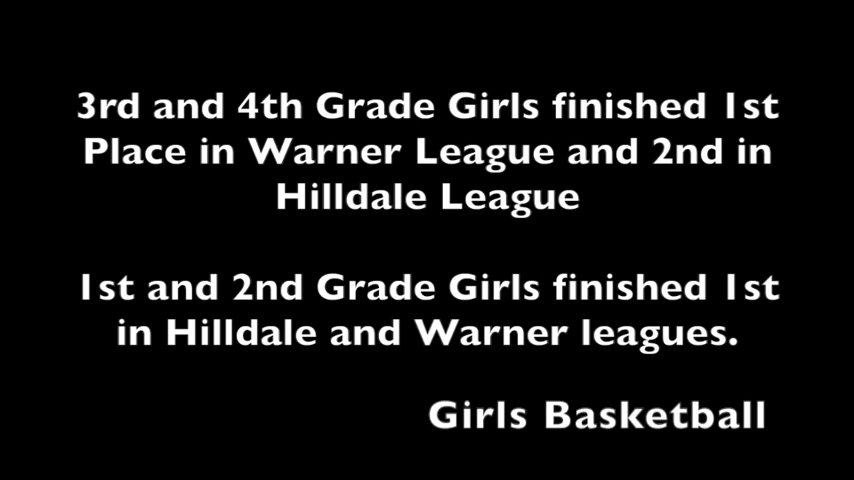 3rd and 4th Grade Girls finished 1st
Place in Warner League and 2nd in
Hilldale League
1st and 2nd Grade Girls finished 1st
in Hilldale and Warner leagues.
Girls Basketball